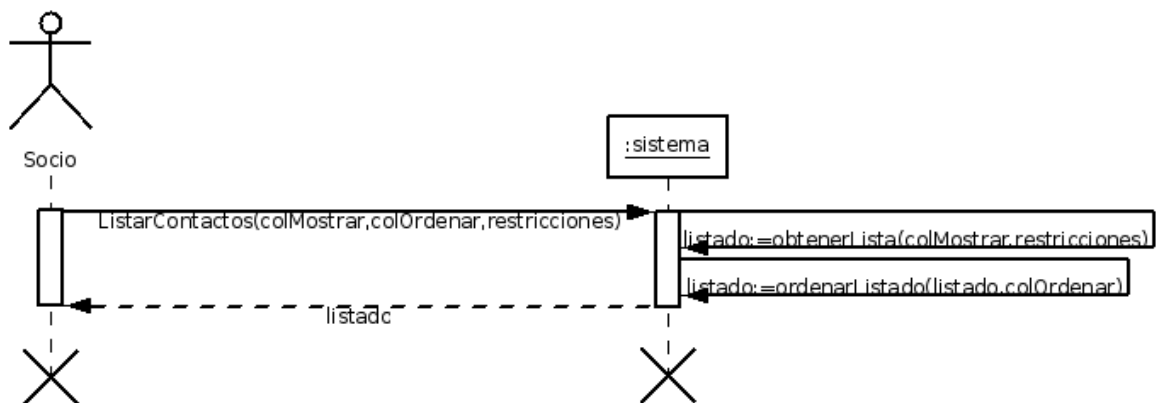 Socio
:sistema
ListarContactos(colMostrar,colOrdenar,restricciones)
listado:=obtenerLista(colMostrar,restricciones)
listado:=ordenarListado(listado,colOrdenar)
listado